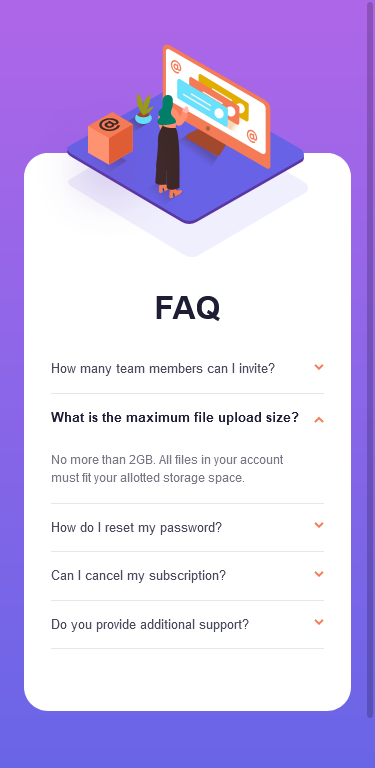 FAQ
How many team members can I invite?
What is the maximum file upload size?
No more than 2GB. All files in your account
must fit your allotted storage space.
How do I reset my password?
Can I cancel my subscription?
Do you provide additional support?